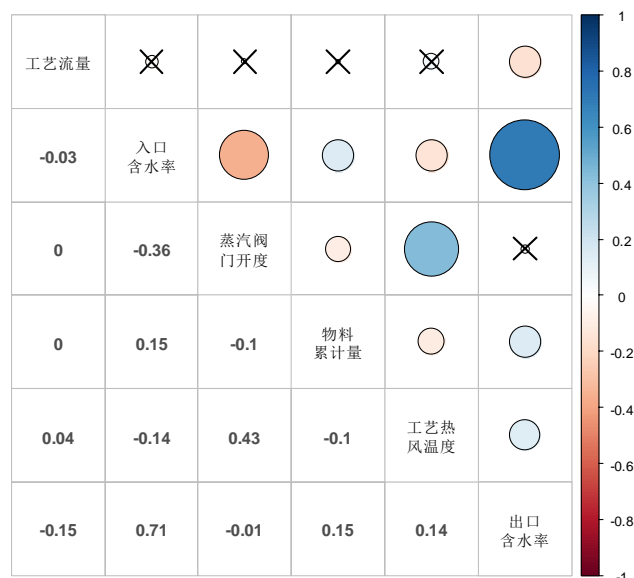 工艺流量
-0.03
入口
含水率
0
-0.36
蒸汽阀
门开度
0
0.15
-0.1
物料
累计量
0.04
-0.14
0.43
-0.1
工艺热
风温度
-0.15
0.71
-0.01
0.15
0.14
出口
含水率
1
0.8
0.6
0.4
0.2
0
-0.2
-0.4
-0.6
-0.8
-1